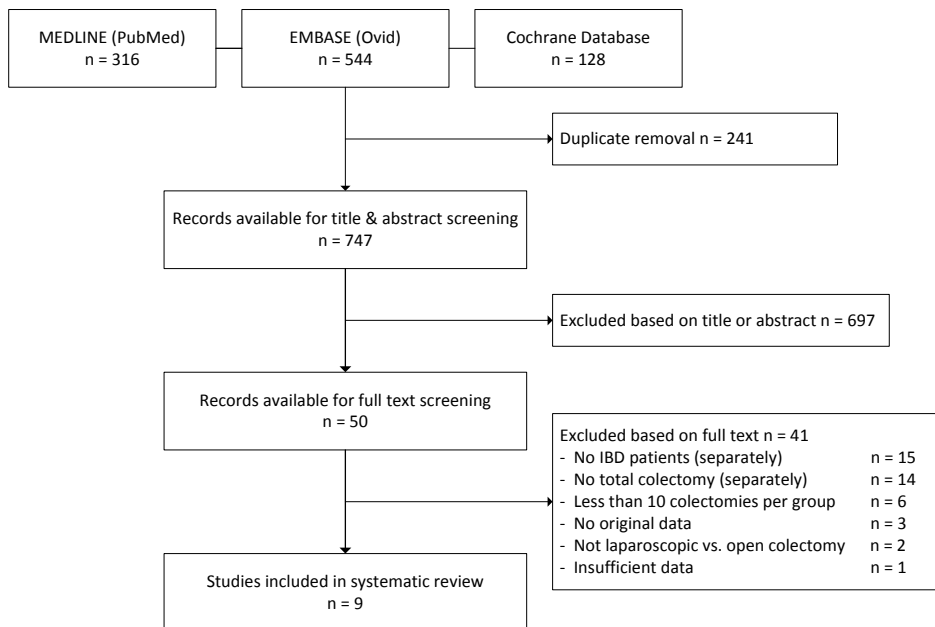 MEDLINE (PubMed)
n = 316
EMBASE (Ovid)
n = 544
Cochrane Database
n = 128
Duplicate removal n = 241
Records available for title & abstract screening
n = 747
Excluded based on title or abstract n = 697
Records available for full text screening
n = 50
Excluded based on full text n = 41
- No IBD patients (separately) n = 15
- No total colectomy (separately) n = 14
- Less than 10 colectomies per group n = 6
- No original data n = 3
- Not laparoscopic vs. open colectomy n = 2
- Insufficient data n = 1
Studies included in systematic review
n = 9